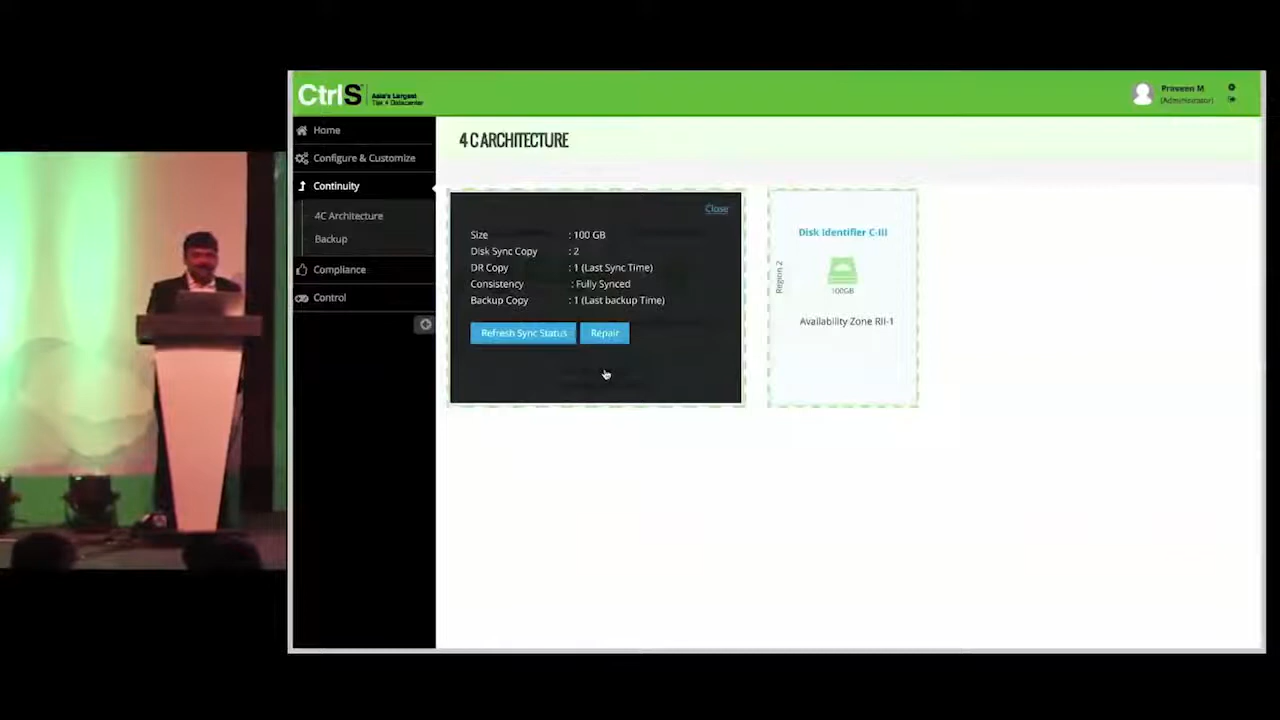 CtrlS
Asia's Largest
Tier 4 Datacenter
Praveen M
(Administrator)
Home
Configure & Customize
Continuity
4C Architecture
Backup
Compliance
Control
4 C ARCHITECTURE
Close
Size : 100 GB
Disk Sync Copy : 2
DR Copy : 1 (Last Sync Time)
Consistency : Fully Synced
Backup Copy : 1 (Last backup Time)
Refresh Sync Status Repair
Disk Identifier C-III
Region 2
100GB
Availability Zone RII-1